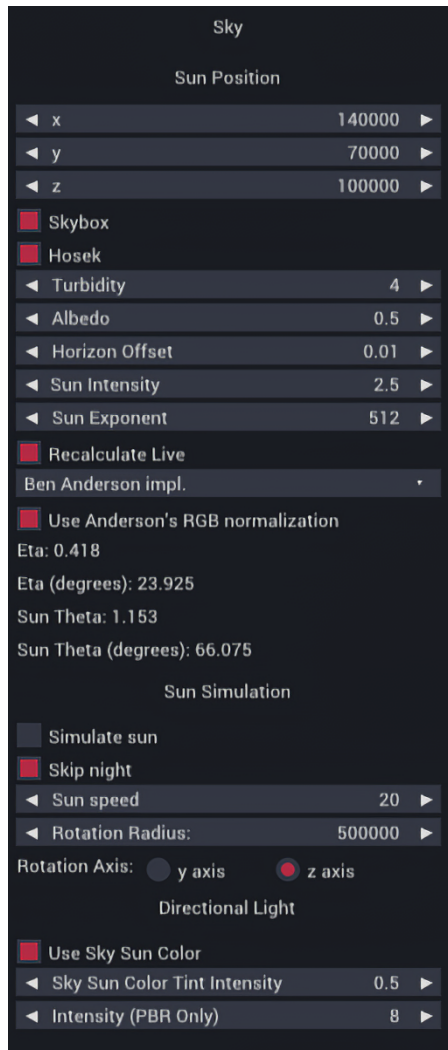 Sky
Sun Position
x 140000
y 70000
z 100000
Skybox
Hosek
Turbidity 4
Albedo 0.5
Horizon Offset 0.01
Sun Intensity 2.5
Sun Exponent 512
Recalculate Live
Ben Anderson impl.
Use Anderson's RGB normalization
Eta: 0.418
Eta (degrees): 23.925
Sun Theta: 1.153
Sun Theta (degrees): 66.075
Sun Simulation
Simulate sun
Skip night
Sun speed 20
Rotation Radius: 500000
Rotation Axis: y axis z axis
Directional Light
Use Sky Sun Color
Sky Sun Color Tint Intensity 0.5
Intensity (PBR Only) 8